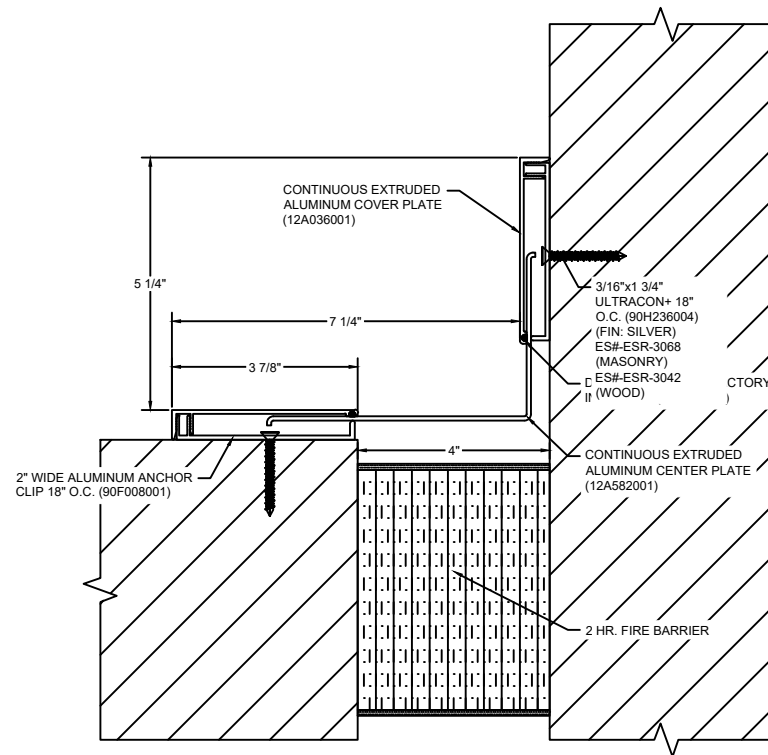 CONTINUOUS EXTRUDED
ALUMINUM COVER PLATE
(12A036001)
5 1/4"
7 1/4"
3 7/8"
3/16"x1 3/4"
ULTRACON+ 18"
O.C. (90H236004)
(FIN: SILVER)
ES#-ESR-3068
(MASONRY)
ES#-ESR-3042
(WOOD)
4"
CONTINUOUS EXTRUDED
ALUMINUM CENTER PLATE
(12A582001)
2" WIDE ALUMINUM ANCHOR
CLIP 18" O.C. (90F008001)
2 HR. FIRE BARRIER